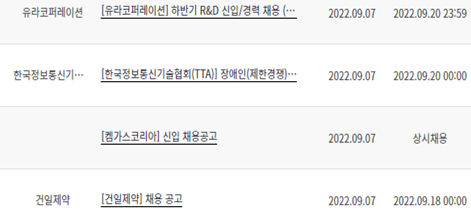 유라코퍼레이션 [유라코퍼레이션] 하반기 R&D 신입/경력 채용 (… 2022.09.07 2022.09.20 23:59
한국정보통신기… [한국정보통신기술협회(TTA)] 장애인(제한경쟁)… 2022.09.07 2022.09.20 00:00
[켐가스코리아] 신입 채용공고 2022.09.07 상시채용
건일제약 [건일제약] 채용 공고 2022.09.07 2022.09.18 00:00